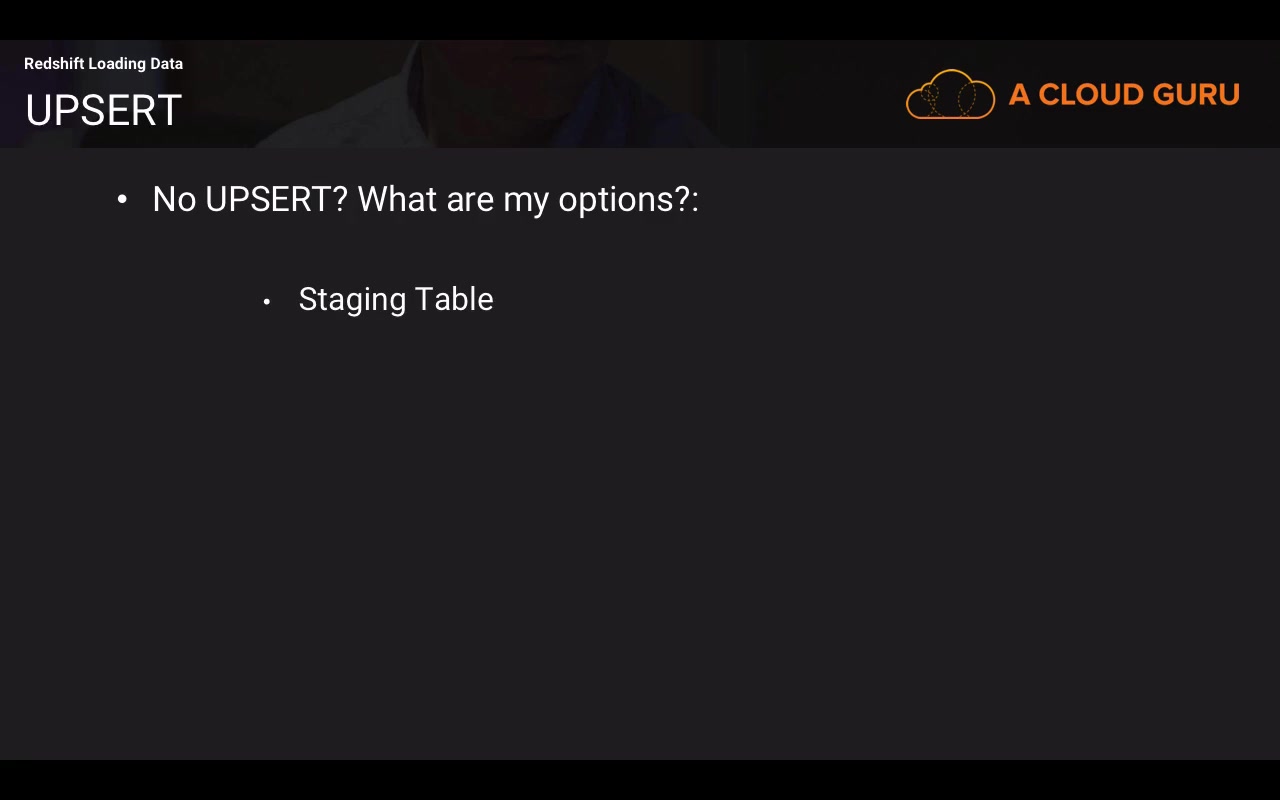 Redshift Loading Data
UPSERT
A CLOUD GURU
• No UPSERT? What are my options?:
• Staging Table